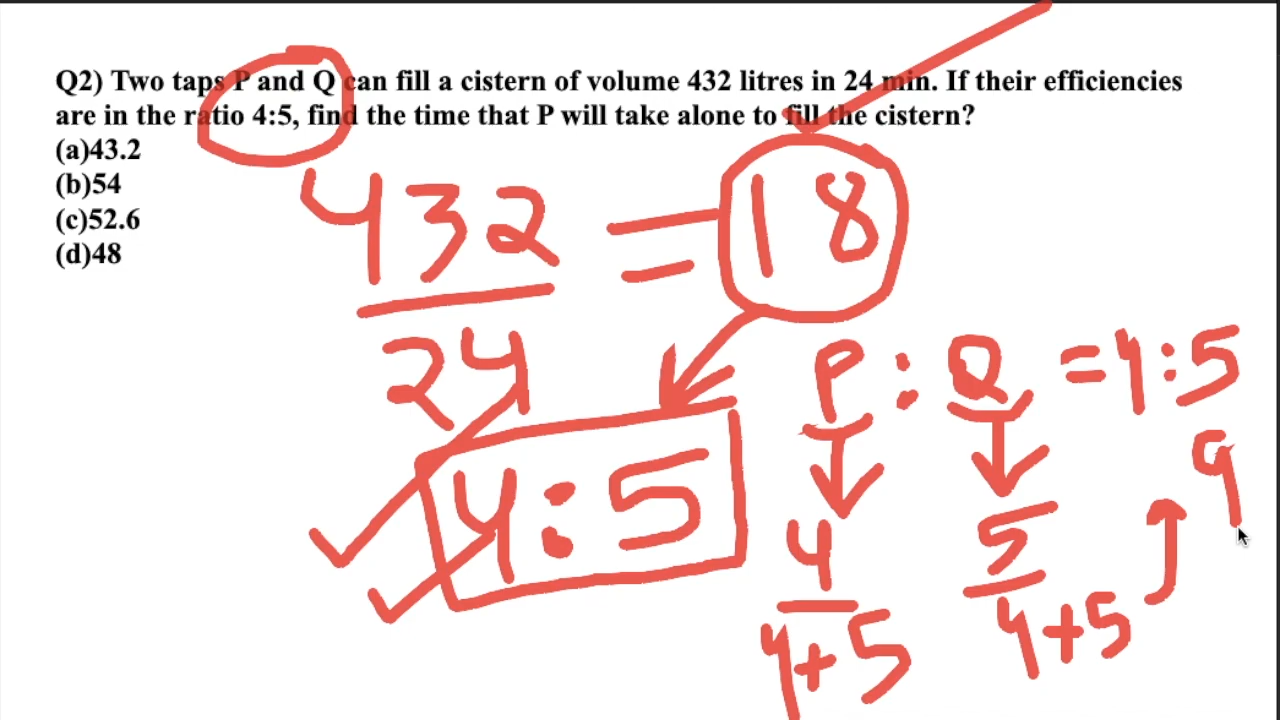 Q2) Two taps P and Q can fill a cistern of volume 432 litres in 24 min. If their efficiencies
are in the ratio 4:5, find the time that P will take alone to fill the cistern?
(a)43.2
(b)54
(c)52.6
(d)48
432
= 18
24
P : Q = 4:5
9
4:5
4
5
4+5
4+5